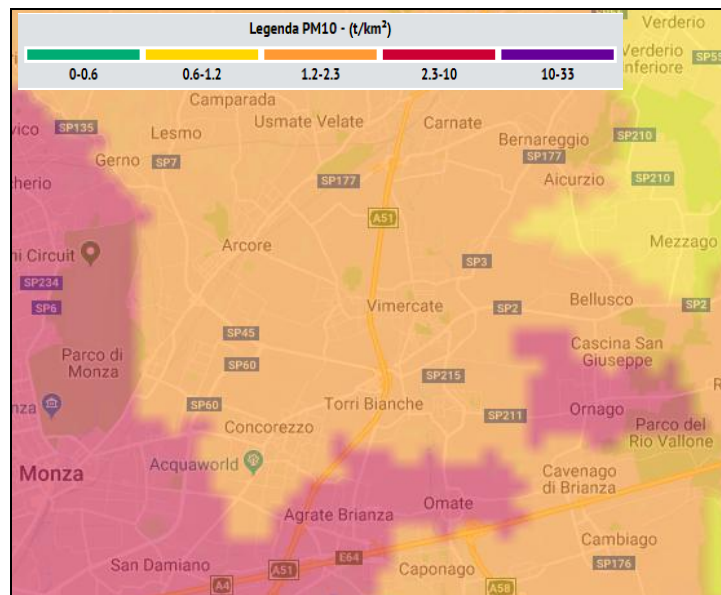 Legenda PM10 - (t/km²)
0-0.6
0.6-1.2
1.2-2.3
2.3-10
10-33
Verderio
Verderio
Inferiore
Camparada
Usmate Velate
Carnate
SP135
Lesmo
Bernareggio
SP210
Gerno
SP7
SP177
SP177
Aicurzio
SP210
A51
Arcore
Mezzago
SP3
SP234
SP6
Vimercate
SP2
Bellusco
SP2
SP45
Parco di
Monza
SP60
Cascina San
Giuseppe
SP215
SP60
Torri Bianche
SP211
Ornago
Concorezzo
Parco del
Rio Vallone
Monza
Acquaworld
Cavenago
di Brianza
Omate
Agrate Brianza
Cambiago
San Damiano
A51
E64
Caponago
SP176
A4
A58